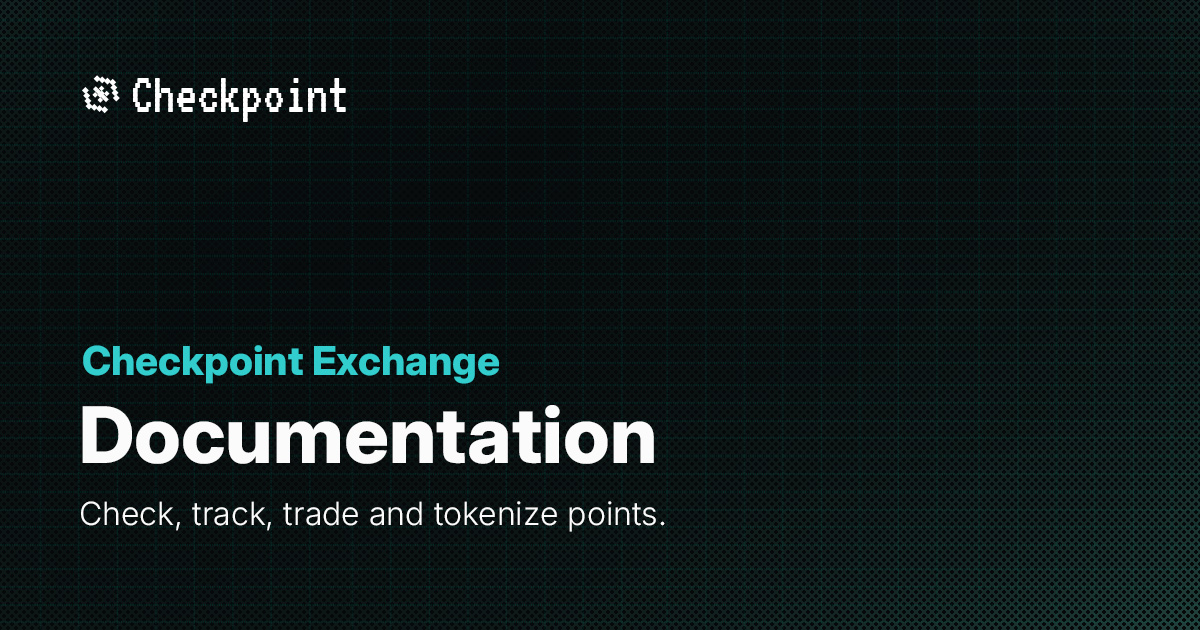 Checkpoint
Checkpoint Exchange
Documentation
Check, track, trade and tokenize points.